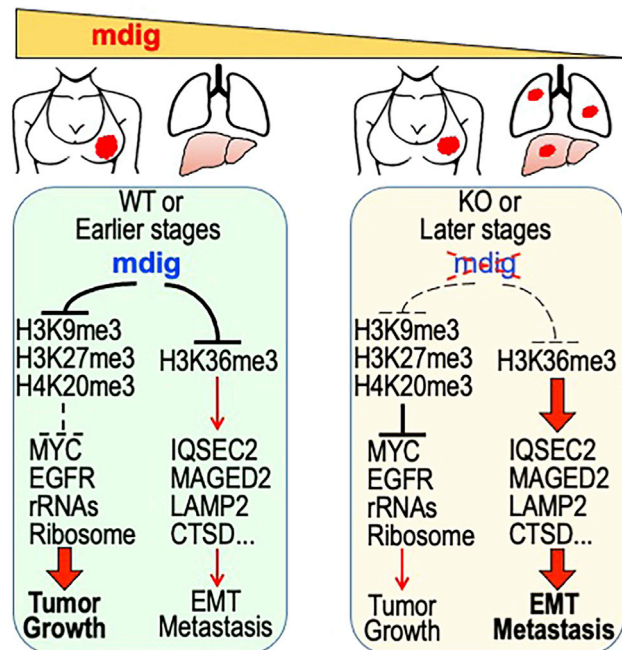 mdig
WT or
Earlier stages
mdig
H3K9me3
H3K27me3
H4K20me3
H3K36me3
MYC
EGFR
rRNAs
Ribosome
IQSEC2
MAGED2
LAMP2
CTSD...
Tumor
Growth
EMT
Metastasis
KO or
Later stages
mdig
H3K9me3
H3K27me3
H4K20me3
H3K36me3
MYC
EGFR
rRNAs
Ribosome
IQSEC2
MAGED2
LAMP2
CTSD...
Tumor
Growth
EMT
Metastasis